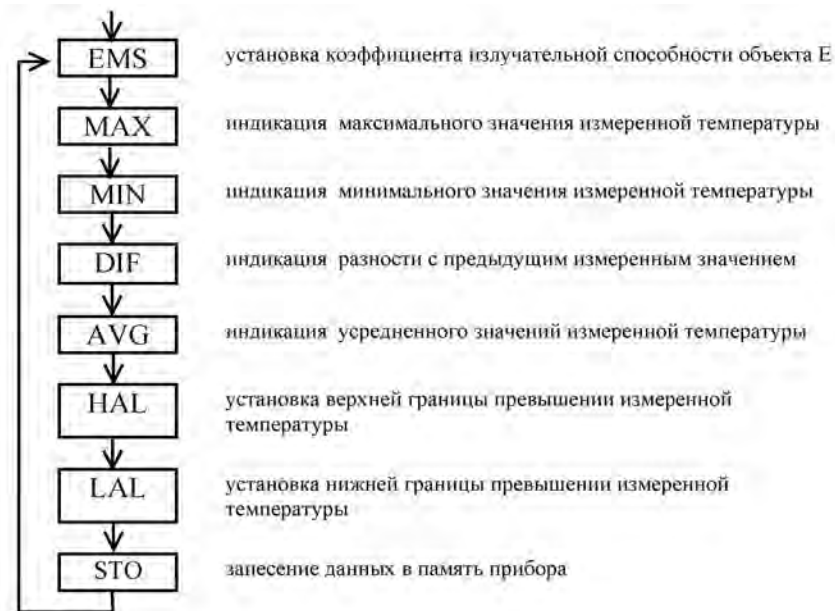 EMS установка коэффициента излучательной способности объекта E
MAX индикация максимального значения измеренной температуры
MIN индикация минимального значения измеренной температуры
DIF индикация разности с предыдущим измеренным значением
AVG индикация усредненного значений измеренной температуры
HAL установка верхней границы превышении измеренной
температуры
LAL установка нижней границы превышении измеренной
температуры
STO занесение данных в память прибора